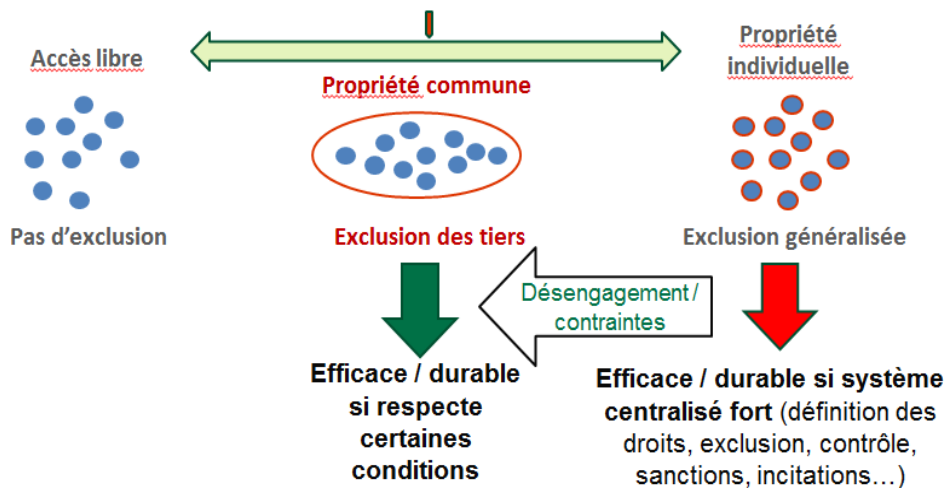 Accès libre
Propriété commune
Propriété
individuelle
Pas d’exclusion
Exclusion des tiers
Exclusion généralisée
Désengagement /
contraintes
Efficace / durable
si respecte
certaines
conditions
Efficace / durable si système
centralisé fort (définition des
droits, exclusion, contrôle,
sanctions, incitations…)